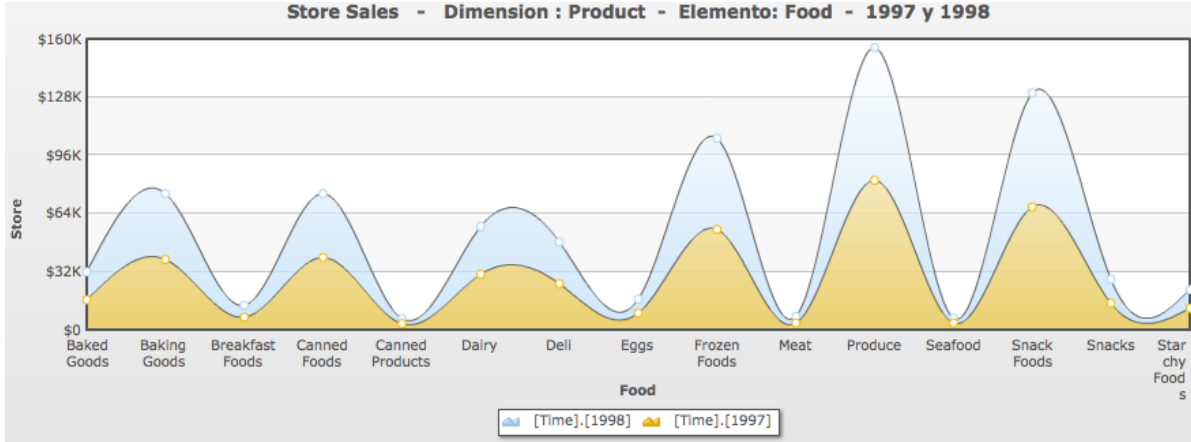 Store Sales - Dimension : Product - Elemento: Food - 1997 y 1998
$160K
$128K
$96K
$64K
$32K
$0
Store
Baked Goods
Baking Goods
Breakfast Foods
Canned Foods
Canned Products
Dairy
Deli
Eggs
Frozen Foods
Meat
Produce
Seafood
Snack Foods
Snacks
Star
chy
Food
s
Food
[Time].[1998]
[Time].[1997]